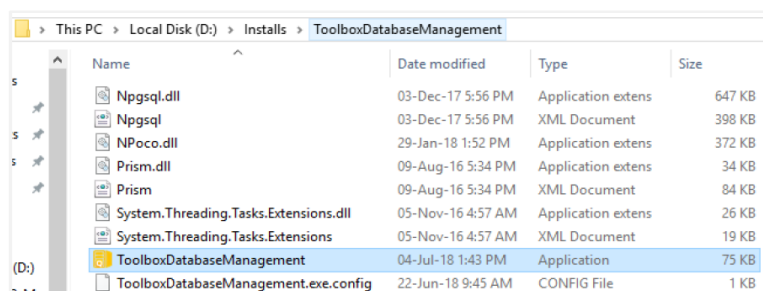 > This PC > Local Disk (D:) > Installs > ToolboxDatabaseManagement
Name Date modified Type Size
Npgsql.dll 03-Dec-17 5:56 PM Application extens 647 KB
Npgsql 03-Dec-17 5:56 PM XML Document 398 KB
NPoco.dll 29-Jan-18 1:52 PM Application extens 372 KB
Prism.dll 09-Aug-16 5:34 PM Application extens 34 KB
Prism 09-Aug-16 5:34 PM XML Document 84 KB
System.Threading.Tasks.Extensions.dll 05-Nov-16 4:57 AM Application extens 26 KB
System.Threading.Tasks.Extensions 05-Nov-16 4:57 AM XML Document 19 KB
ToolboxDatabaseManagement 04-Jul-18 1:43 PM Application 75 KB
(D:)
ToolboxDatabaseManagement.exe.config 22-Jun-18 9:45 AM CONFIG File 1 KB